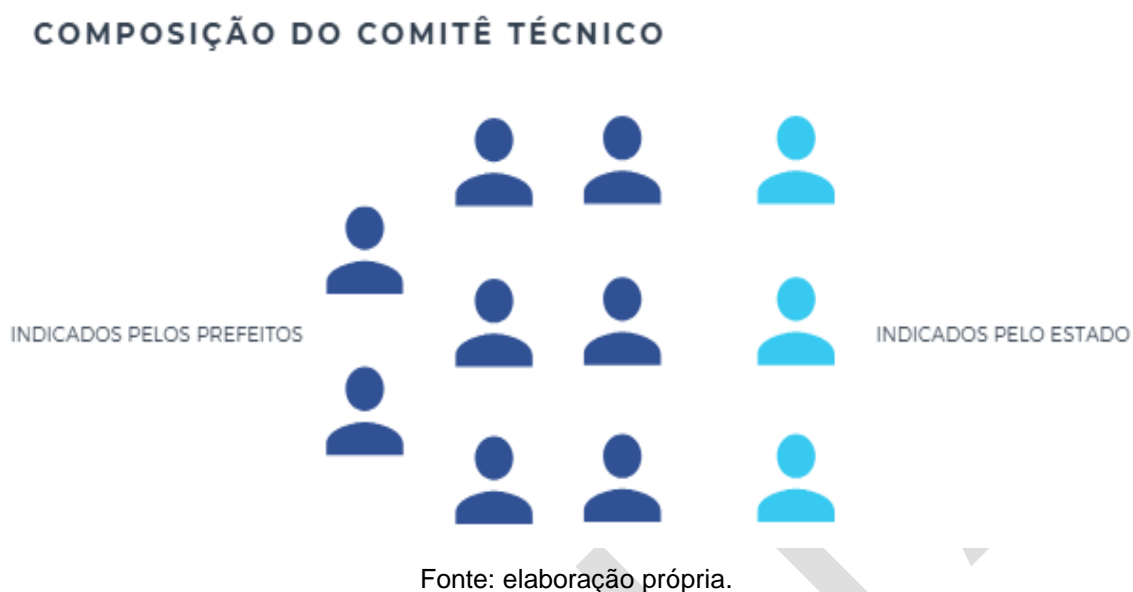 COMPOSIÇÃO DO COMITÊ TÉCNICO
INDICADOS PELOS PREFEITOS
INDICADOS PELO ESTADO
Fonte: elaboração própria.